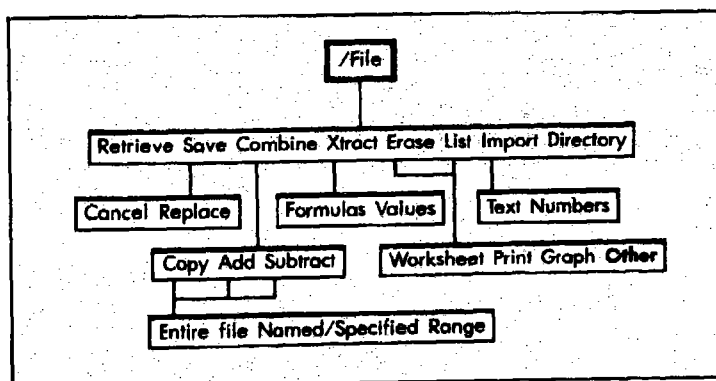 /File
Retrieve Save Combine Xtract Erase List Import Directory
Cancel Replace
Formulas Values
Text Numbers
Copy Add Subtract
Worksheet Print Graph Other
Entire file Named/Specified Range